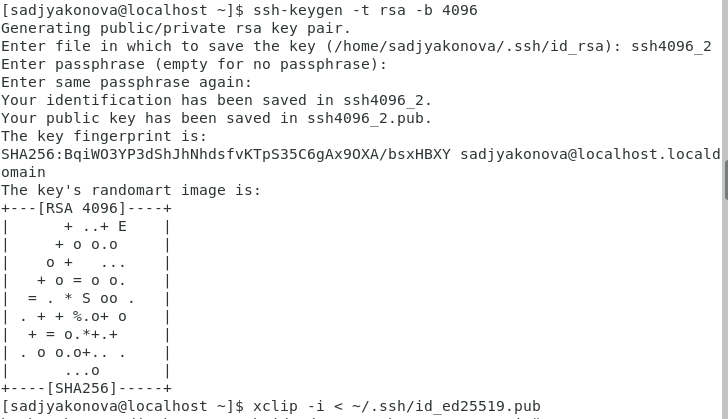 [sadjyakonova@localhost ~]$ ssh-keygen -t rsa -b 4096
Generating public/private rsa key pair.
Enter file in which to save the key (/home/sadjyakonova/.ssh/id_rsa): ssh4096_2
Enter passphrase (empty for no passphrase):
Enter same passphrase again:
Your identification has been saved in ssh4096_2.
Your public key has been saved in ssh4096_2.pub.
The key fingerprint is:
SHA256:BqiWO3YP3dShJhNhdsfvKTpS35C6gAx9OXA/bsxHBXY sadjyakonova@localhost.locald
omain
The key's randomart image is:
+---[RSA 4096]----+
|      + ..+ E    |
|     + o o.o     |
|    o +   ...    |
|   + o = o o.    |
|  = . * S oo .   |
| . + + %.o+ o    |
|  + = o.*+.+     |
| . o o.o+.. .    |
|      ...o       |
+----[SHA256]-----+
[sadjyakonova@localhost ~]$ xclip -i < ~/.ssh/id_ed25519.pub